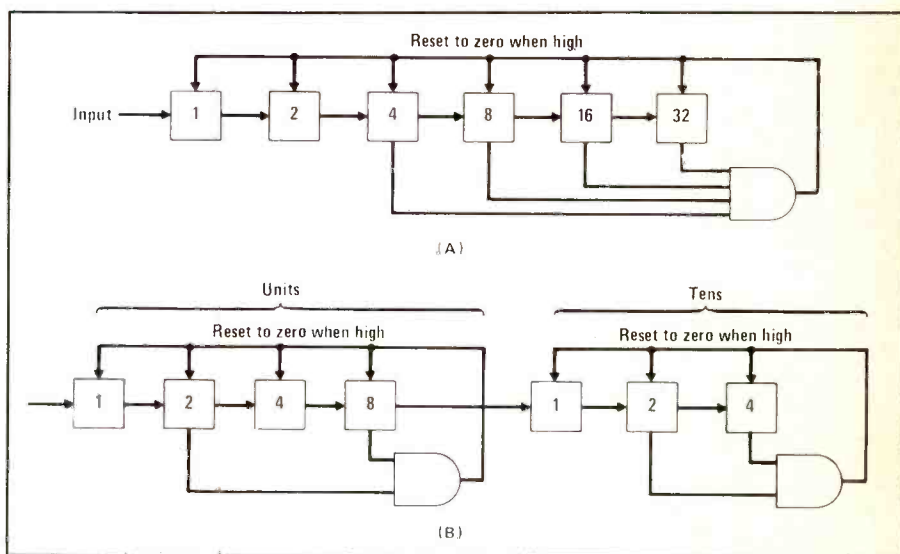 Reset to zero when high
Input 1 2 4 8 16 32
(A)
Units Tens
Reset to zero when high Reset to zero when high
1 2 4 8 1 2 4
(B)